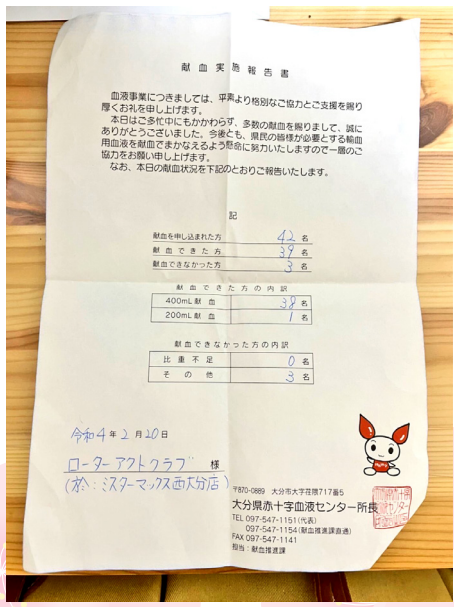 献血実施報告書
血液事業につきましては、平素より格別なご協力とご支援を賜り
厚くお礼を申し上げます。
本日はご多忙中にもかかわらず、多数の献血を賜りまして、誠に
ありがとうございました。今後とも、県民の皆様が必要とする輸血
用血液を献血でまかなえるよう懸命に努力いたしますので一層のご
協力をお願い申し上げます。
なお、本日の献血状況を下記のとおりご報告いたします。
記
献血を申し込まれた方 42 名
献血できた方 39 名
献血できなかった方 3 名
献血できた方の内訳
400mL献血 38 名
200mL献血 1 名
献血できなかった方の内訳
比重不足 0 名
その他 3 名
令和4年2月20日
ローターアクトクラブ 様
(於:ミスターマックス西大分店)
〒870-0889 大分市大字荏隈717番5
大分県赤十字血液センター所長
TEL 097-547-1151(代表)
097-547-1154(献血推進課直通)
FAX 097-547-1141
担当:献血推進課